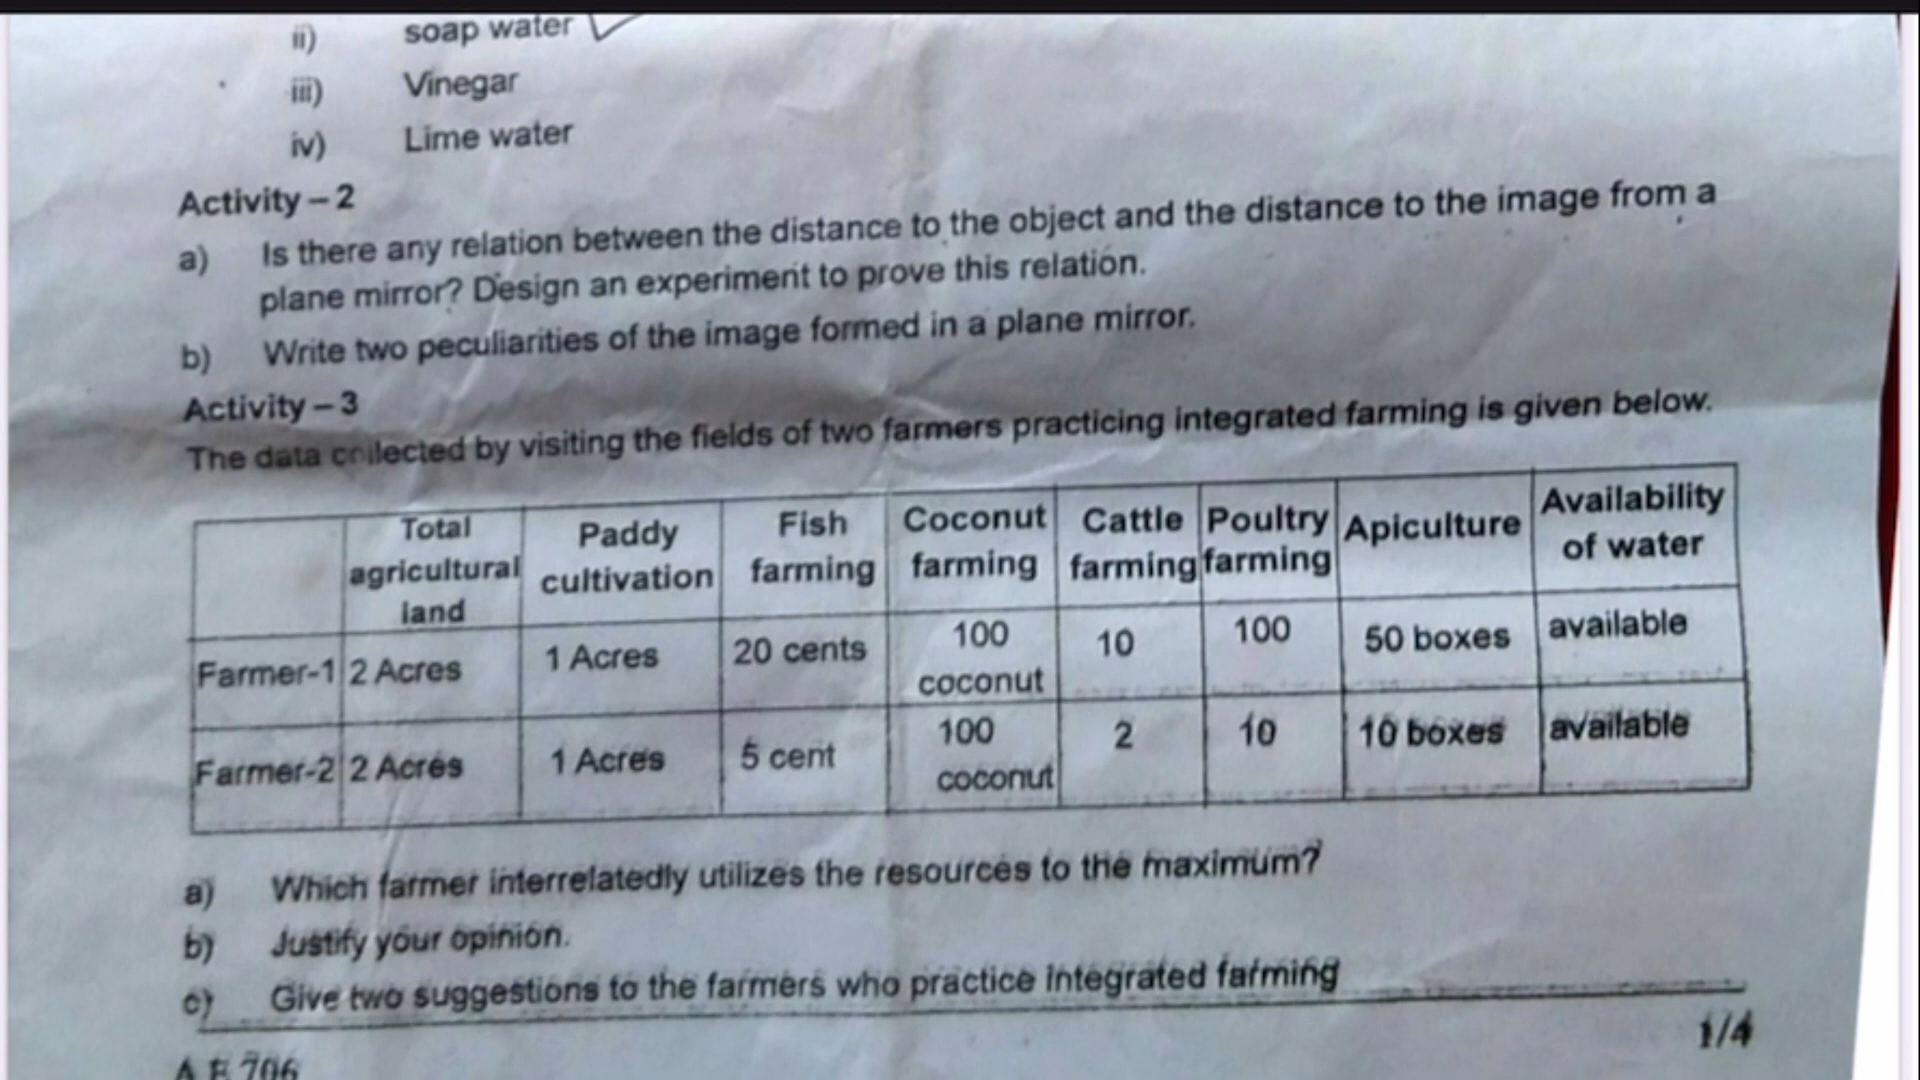 ii) soap water
iii) Vinegar
iv) Lime water
Activity – 2
a) Is there any relation between the distance to the object and the distance to the image from a
plane mirror? Design an experiment to prove this relation.
b) Write two peculiarities of the image formed in a plane mirror.
Activity – 3
The data collected by visiting the fields of two farmers practicing integrated farming is given below.
Total agricultural land Paddy cultivation Fish farming Coconut farming Cattle farming Poultry farming Apiculture Availability of water
Farmer-1 2 Acres 1 Acres 20 cents 100 coconut 10 100 50 boxes available
Farmer-2 2 Acres 1 Acres 5 cent 100 coconut 2 10 10 boxes available
a) Which farmer interrelatedly utilizes the resources to the maximum?
b) Justify your opinion.
c) Give two suggestions to the farmers who practice integrated farming
1/4
AE 706